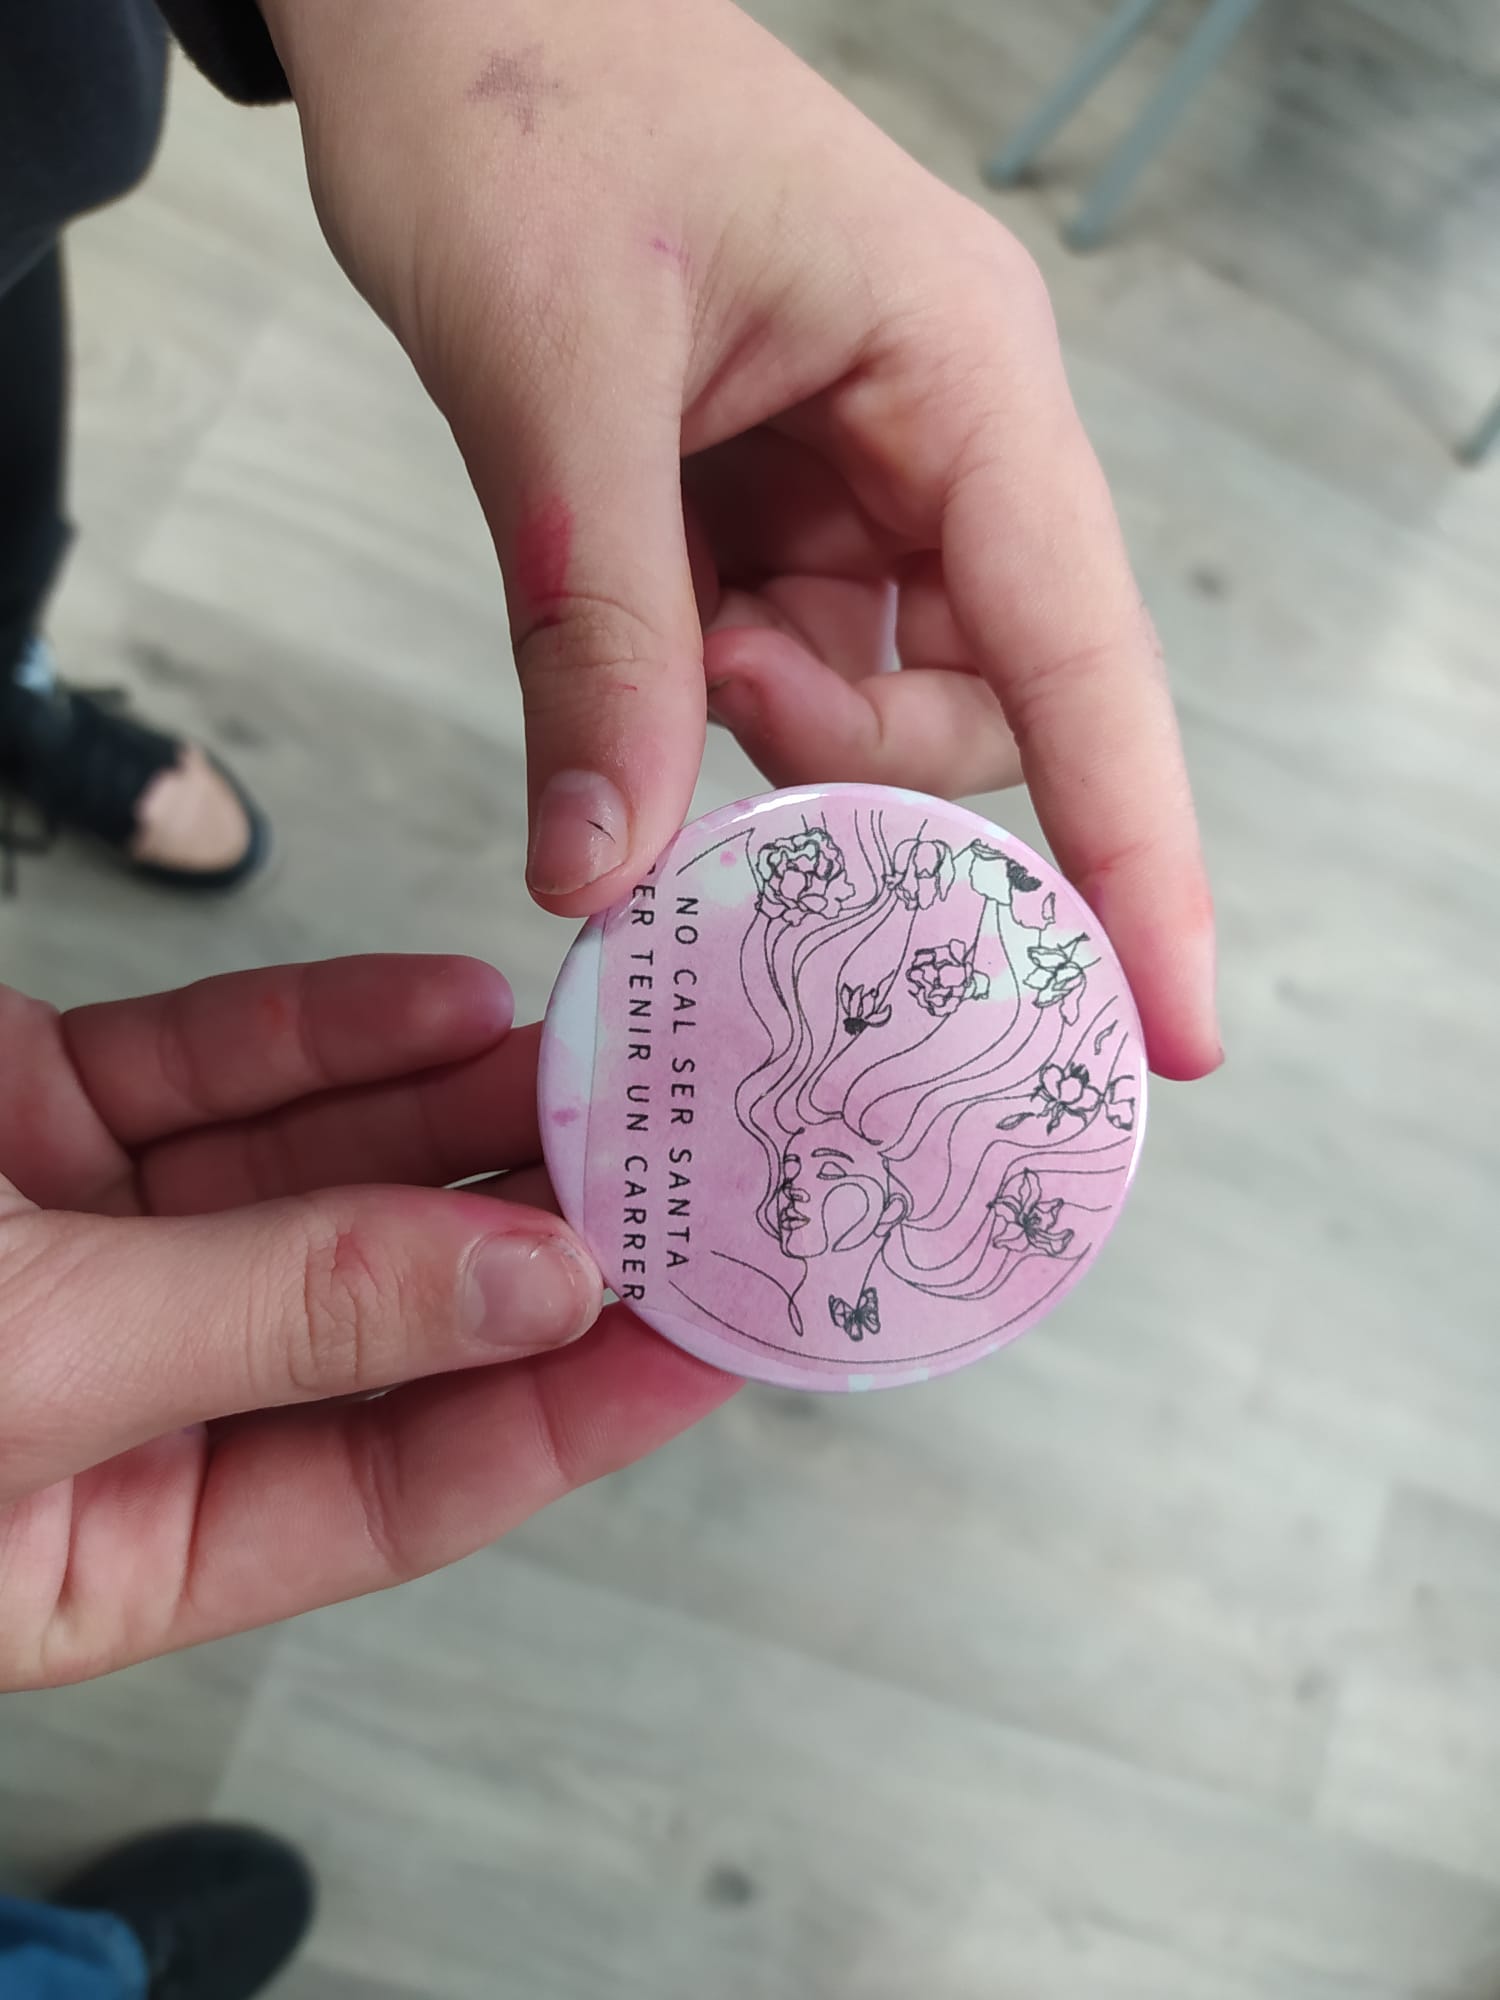 NO CAL SER SANTA
ER TENIR UN CARRER